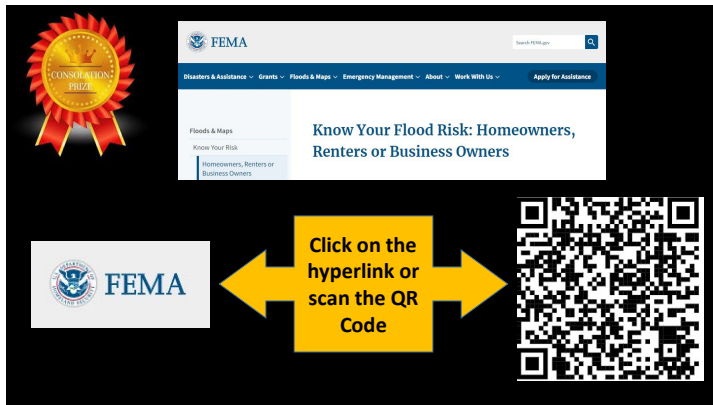 CONSOLATION
PRIZE
FEMA
Search FEMA.gov
Disasters & Assistance Grants Floods & Maps Emergency Management About Work With Us Apply for Assistance
Floods & Maps
Know Your Risk
Homeowners, Renters or
Business Owners
Know Your Flood Risk: Homeowners,
Renters or Business Owners
FEMA
Click on the
hyperlink or
scan the QR
Code